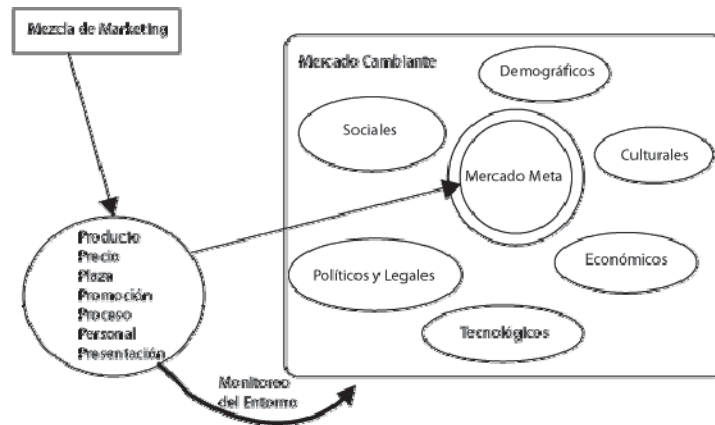 Mezcla de Marketing
Producto
Precio
Plaza
Promoción
Proceso
Personal
Presentación
Monitoreo
del Entorno
Mercado Cambiante
Demográficos
Sociales
Culturales
Mercado Meta
Económicos
Políticos y Legales
Tecnológicos